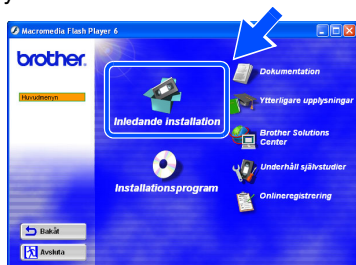 y
Macromedia Flash Player 6
brother
Huvudmenyn
Inledande installation
Installationsprogram
Dokumentation
Ytterligare upplysningar
Brother Solutions
Center
Underhåll självstudier
Onlineregistrering
Bakåt
Avsluta